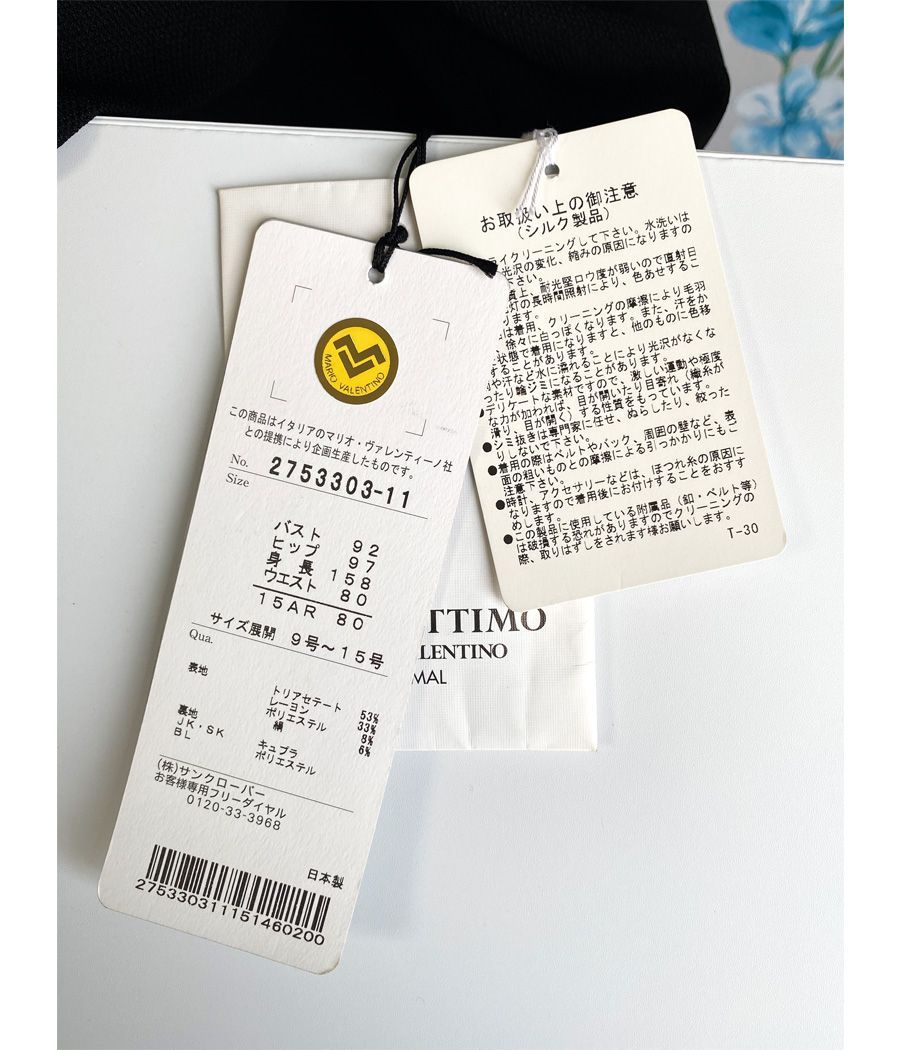 MARIO VALENTINO
この商品はイタリアのマリオ・ヴァレンティーノ社
との提携により企画生産したものです。
No. 2753303-11
Size
バスト 92
ヒップ 97
身長 158
ウエスト 80
15AR 80
サイズ展開 9号～15号
Qua.
表地
トリアセテート 53%
レーヨン 33%
ポリエステル 8%
絹 6%
裏地
JK・SK キュプラ
BL ポリエステル
(株)サンクローバー
お客様専用フリーダイヤル
0120-33-3968
日本製
275330311151460200
お取扱い上の御注意
(シルク製品)
イクリーニングして下さい。水洗いは
光沢の変化、縮みの原因になりますの
下さい。
質上、耐光堅ロウ度が弱いので直射日
灯の長時間照射により、色あせするこ
ります。
は着用、クリーニングの摩擦により毛羽
徐々に白っぽくなります。また、汗をか
状態で着用になりますと、他のものに色移
することがあります。
や汗など水に濡れることにより光沢がなくな
ったり輪ジミになることがあります。
デリケートな素材ですので、激しい運動や極度
な力が加われば、目が開いたり目寄れ(織糸が
滑り、目が開く)する性質をもっています。
●シミ抜きは専門家に任せ、ぬらしたり、絞った
りしないで下さい。
●着用の際はベルトやバック、周囲の壁など、表
面の粗いものとの摩擦による引っかかりにもご
注意下さい。
●時計、アクセサリーなどは、ほつれ糸の原因に
なりますので着用後にお付けすることをおすす
めします。
●この製品に使用している附属品(釦・ベルト等)
は破損する恐れがありますのでクリーニングの
際、取りはずしをされます様お願いします。
T-30
TTIMO
LENTINO
MAL